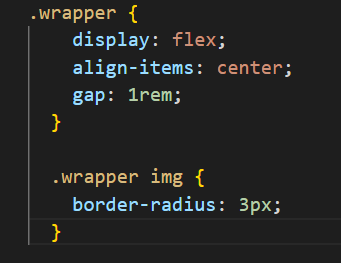 .wrapper {
    display: flex;
    align-items: center;
    gap: 1rem;
  }

  .wrapper img {
    border-radius: 3px;
  }